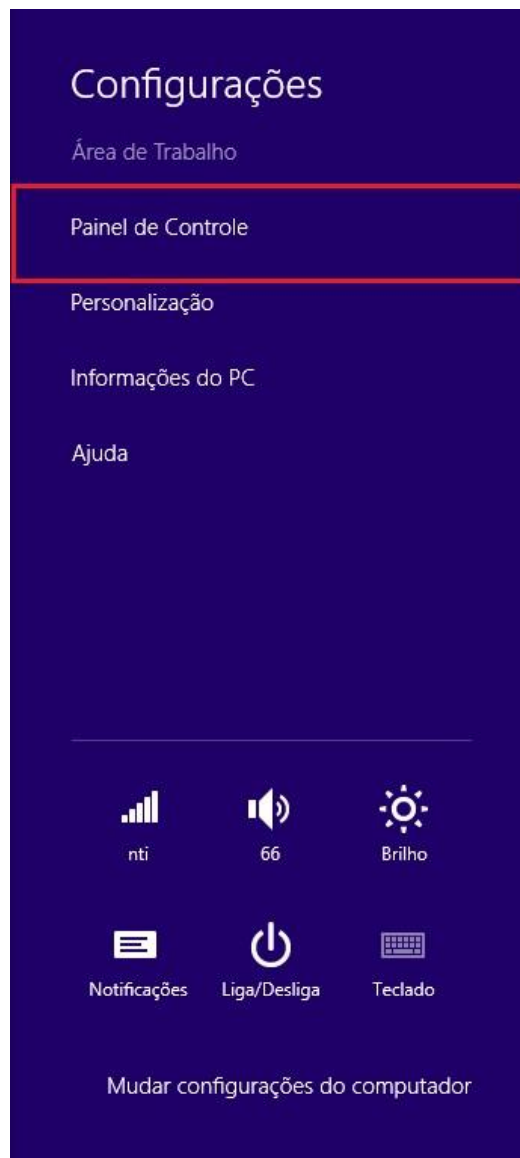 Configurações
Área de Trabalho
Painel de Controle
Personalização
Informações do PC
Ajuda
nti 66 Brilho
Notificações Liga/Desliga Teclado
Mudar configurações do computador